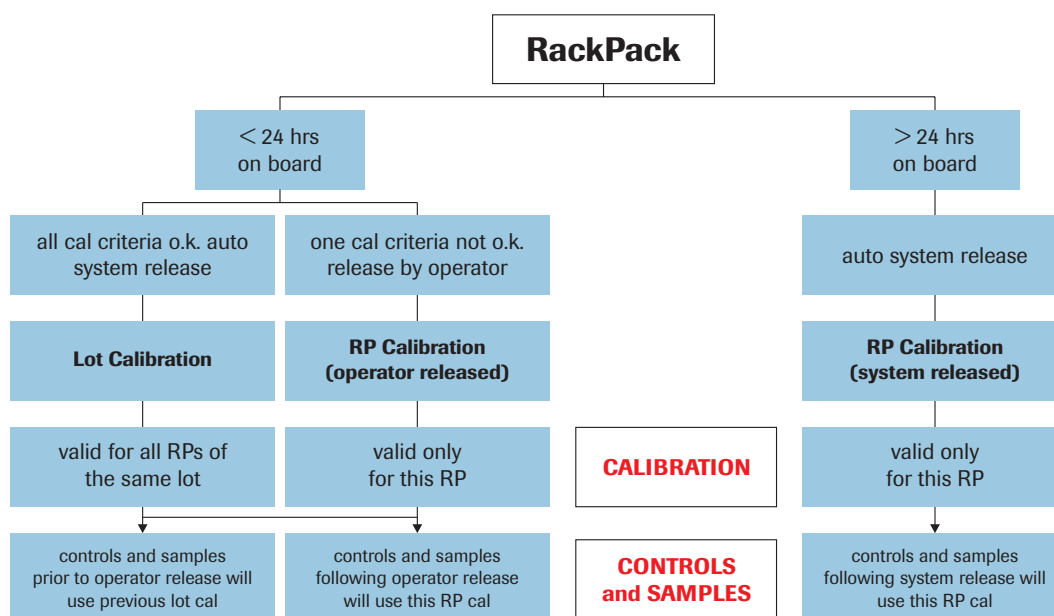 RackPack
< 24 hrs
on board
> 24 hrs
on board
all cal criteria o.k. auto
system release
one cal criteria not o.k.
release by operator
auto system release
Lot Calibration
RP Calibration
(operator released)
RP Calibration
(system released)
valid for all RPs of
the same lot
valid only
for this RP
CALIBRATION
valid only
for this RP
controls and samples
prior to operator release will
use previous lot cal
controls and samples
following operator release
will use this RP cal
CONTROLS
and SAMPLES
controls and samples
following system release will
use this RP cal